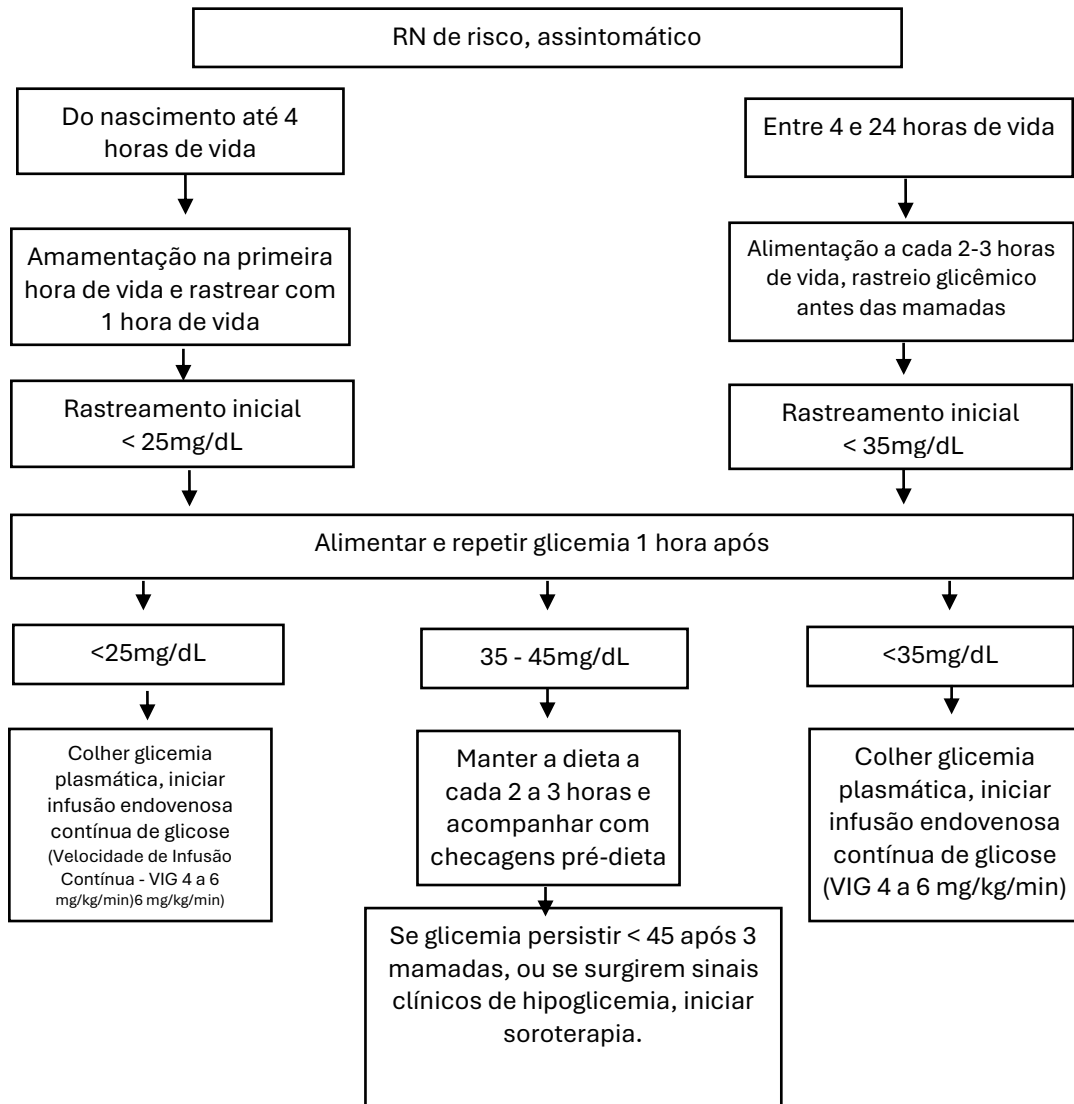 RN de risco, assintomático
Do nascimento até 4
horas de vida
Entre 4 e 24 horas de vida
Amamentação na primeira
hora de vida e rastrear com
1 hora de vida
Alimentação a cada 2-3 horas
de vida, rastreio glicêmico
antes das mamadas
Rastreamento inicial
< 25mg/dL
Rastreamento inicial
< 35mg/dL
Alimentar e repetir glicemia 1 hora após
<25mg/dL
35 - 45mg/dL
<35mg/dL
Colher glicemia
plasmática, iniciar
infusão endovenosa
contínua de glicose
(Velocidade de Infusão
Contínua - VIG 4 a 6
mg/kg/min)6 mg/kg/min)
Manter a dieta a
cada 2 a 3 horas e
acompanhar com
checagens pré-dieta
Colher glicemia
plasmática, iniciar
infusão endovenosa
contínua de glicose
(VIG 4 a 6 mg/kg/min)
Se glicemia persistir < 45 após 3
mamadas, ou se surgirem sinais
clínicos de hipoglicemia, iniciar
soroterapia.